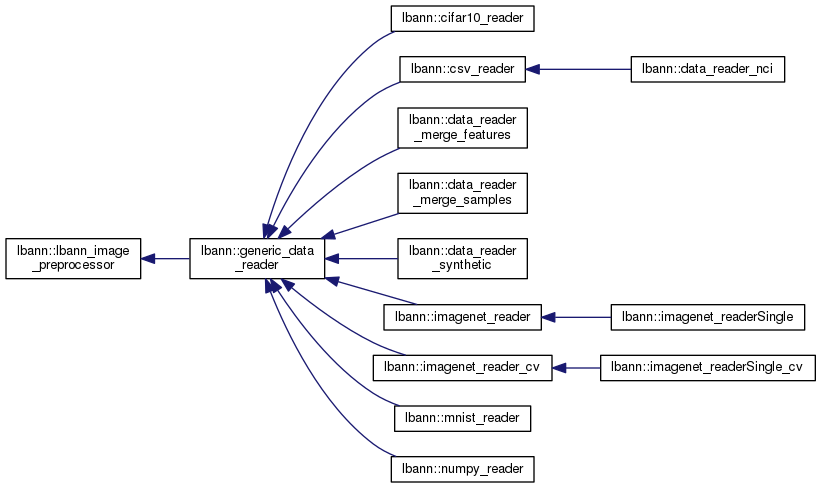 lbann::cifar10_reader
lbann::csv_reader
lbann::data_reader_nci
lbann::data_reader
_merge_features
lbann::data_reader
_merge_samples
lbann::lbann_image
_preprocessor
lbann::generic_data
_reader
lbann::data_reader
_synthetic
lbann::imagenet_reader
lbann::imagenet_readerSingle
lbann::imagenet_reader_cv
lbann::imagenet_readerSingle_cv
lbann::mnist_reader
lbann::numpy_reader